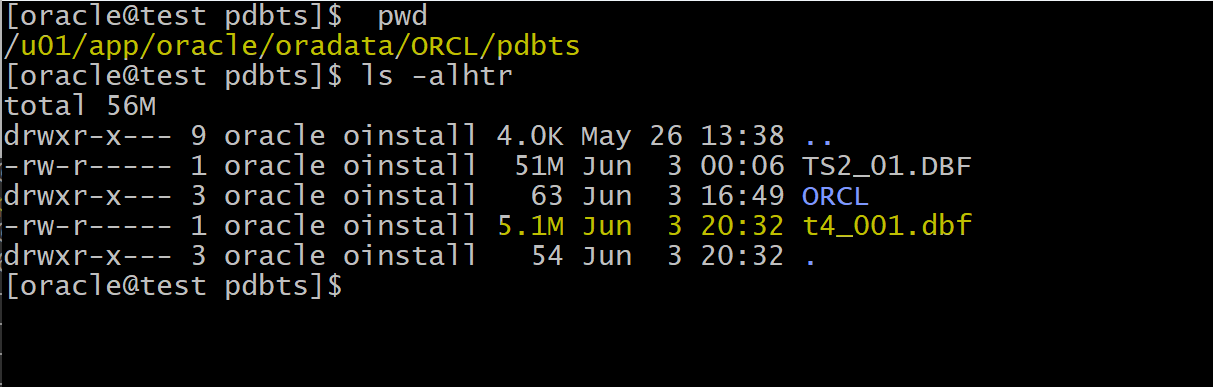 [oracle@test pdbts]$  pwd
/u01/app/oracle/oradata/ORCL/pdbts
[oracle@test pdbts]$ ls -alhtr
total 56M
drwxr-x--- 9 oracle oinstall 4.0K May 26 13:38 ..
-rw-r----- 1 oracle oinstall  51M Jun  3 00:06 TS2_01.DBF
drwxr-x--- 3 oracle oinstall   63 Jun  3 16:49 ORCL
-rw-r----- 1 oracle oinstall 5.1M Jun  3 20:32 t4_001.dbf
drwxr-x--- 3 oracle oinstall   54 Jun  3 20:32 .
[oracle@test pdbts]$